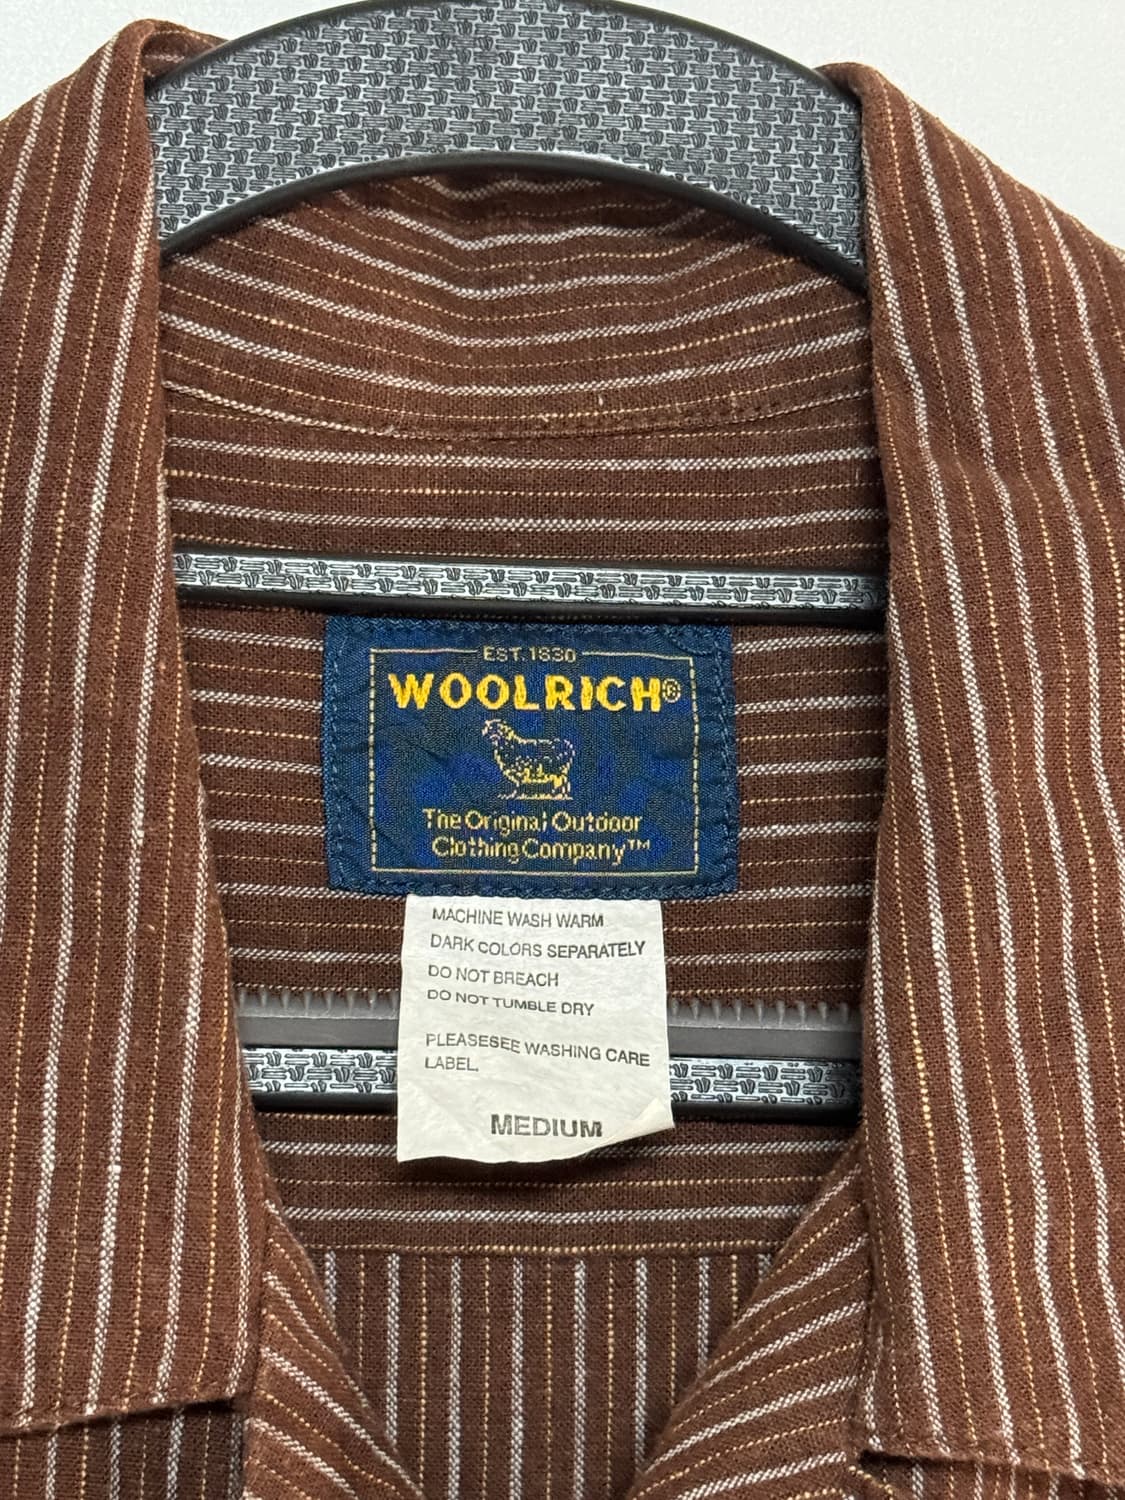 EST. 1830
WOOLRICH®
The Original Outdoor
Clothing Company™
MACHINE WASH WARM
DARK COLORS SEPARATELY
DO NOT BREACH
DO NOT TUMBLE DRY
PLEASESEE WASHING CARE
LABEL.
MEDIUM